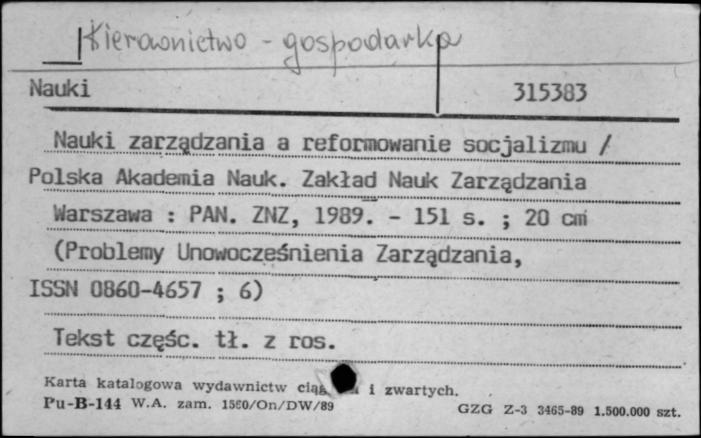 Kierownictwo - gospodarka
Nauki 315383
Nauki zarządzania a reformowanie socjalizmu /
Polska Akademia Nauk. Zakład Nauk Zarządzania
Warszawa : PAN. ZNZ, 1989. - 151 s. ; 20 cm
(Problemy Unowocześnienia Zarządzania,
ISSN 0860-4657 ; 6)
Tekst częśc. tł. z ros.
Karta katalogowa wydawnictw i zwartych.
Pu-B-144 W.A. zam. 1560/On/DW/89 GZG Z-3 3465-89 1.500.000 szt.